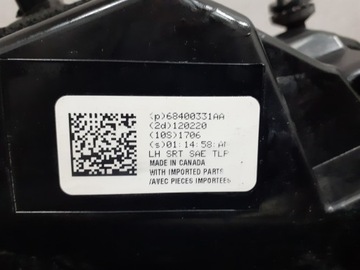 (p)68400331AA
(2d)120220
(10S)1706
(s)01:14:58:AM
LH SRT SAE TLP
MADE IN CANADA
WITH IMPORTED PARTS
/AVEC PIECES IMPORTEES